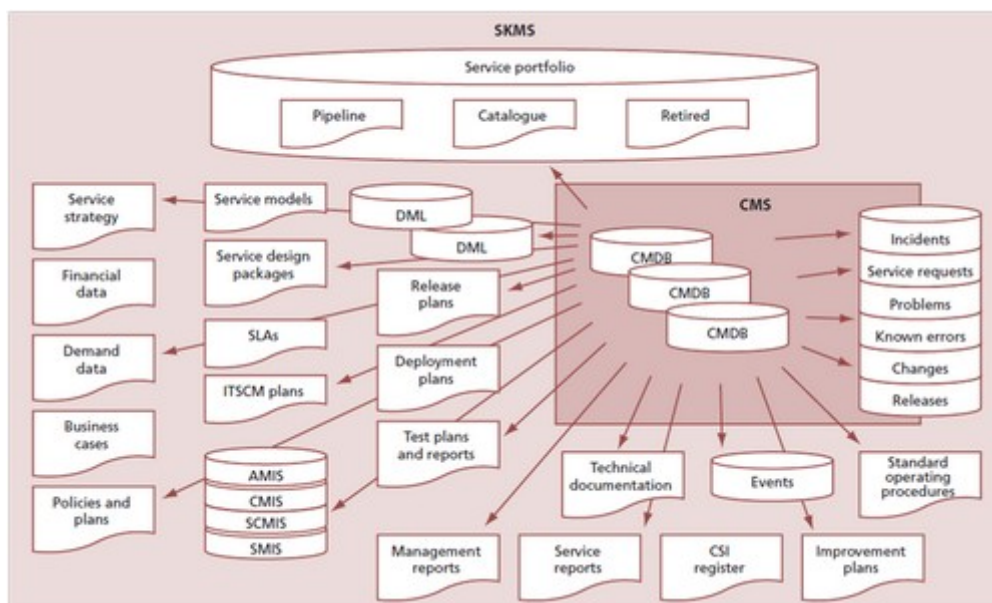 SKMS
Service portfolio
Pipeline
Catalogue
Retired
CMS
Service
strategy
Service models
DML
DML
CMDB
CMDB
CMDB
Incidents
Service requests
Problems
Known errors
Changes
Releases
Financial
data
Service design
packages
Release
plans
Demand
data
SLAs
ITSCM plans
Deployment
plans
Business
cases
Test plans
and reports
Policies and
plans
AMIS
CMIS
SCMIS
SMIS
Technical
documentation
Events
Standard
operating
procedures
Management
reports
Service
reports
CSI
register
Improvement
plans